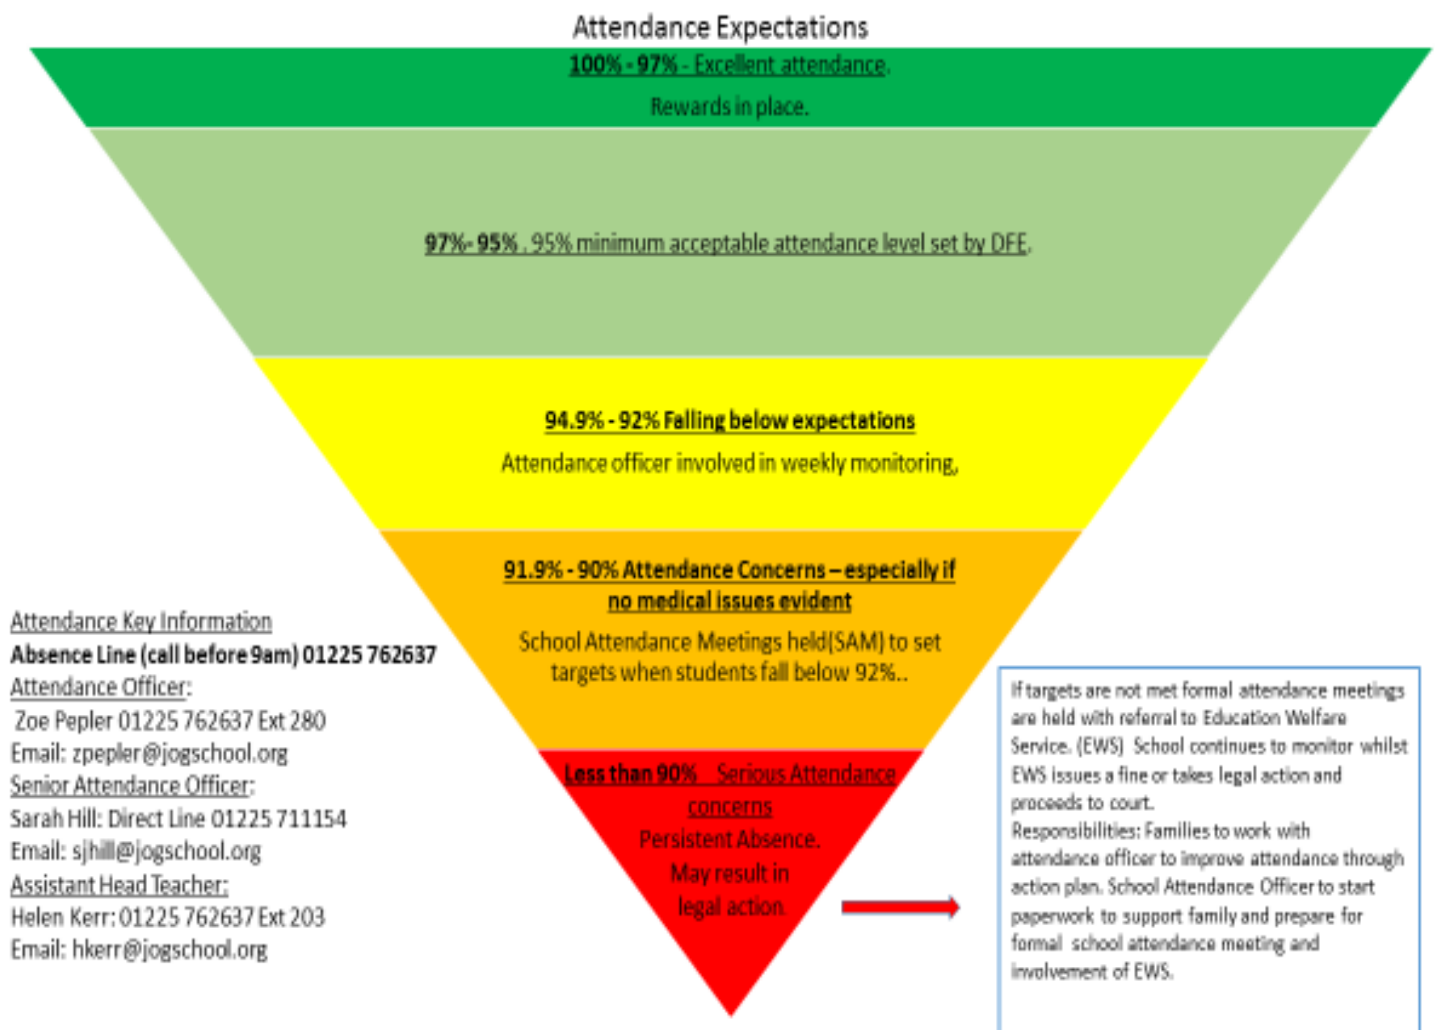 Attendance Expectations
100% - 97% - Excellent attendance.
Rewards in place.
97%- 95% . 95% minimum acceptable attendance level set by DFE.
94.9% - 92% Falling below expectations
Attendance officer involved in weekly monitoring,
91.9% - 90% Attendance Concerns – especially if
no medical issues evident
School Attendance Meetings held(SAM) to set
targets when students fall below 92%..
Less than 90% Serious Attendance
concerns
Persistent Absence.
May result in
legal action.
Attendance Key Information
Absence Line (call before 9am) 01225 762637
Attendance Officer:
Zoe Pepler 01225 762637 Ext 280
Email: zpepler@jogschool.org
Senior Attendance Officer:
Sarah Hill: Direct Line 01225 711154
Email: sjhill@jogschool.org
Assistant Head Teacher:
Helen Kerr: 01225 762637 Ext 203
Email: hkerr@jogschool.org
If targets are not met formal attendance meetings
are held with referral to Education Welfare
Service. (EWS) School continues to monitor whilst
EWS issues a fine or takes legal action and
proceeds to court.
Responsibilities: Families to work with
attendance officer to improve attendance through
action plan. School Attendance Officer to start
paperwork to support family and prepare for
formal school attendance meeting and
involvement of EWS.